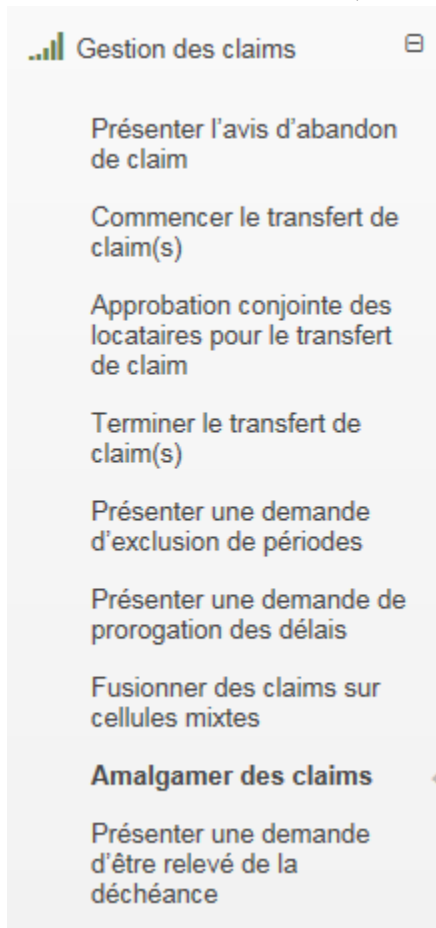 Gestion des claims
Présenter l’avis d’abandon
de claim
Commencer le transfert de
claim(s)
Approbation conjointe des
locataires pour le transfert
de claim
Terminer le transfert de
claim(s)
Présenter une demande
d’exclusion de périodes
Présenter une demande de
prorogation des délais
Fusionner des claims sur
cellules mixtes
Amalgamer des claims
Présenter une demande
d’être relevé de la
déchéance